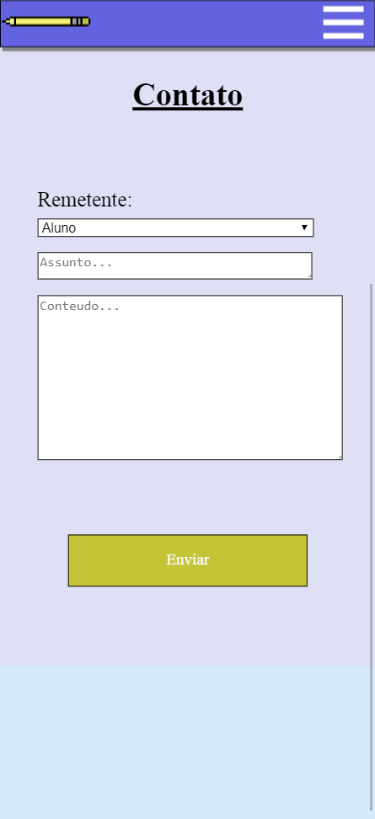 Contato
Remetente:
Aluno
Assunto...
Conteudo...
Enviar